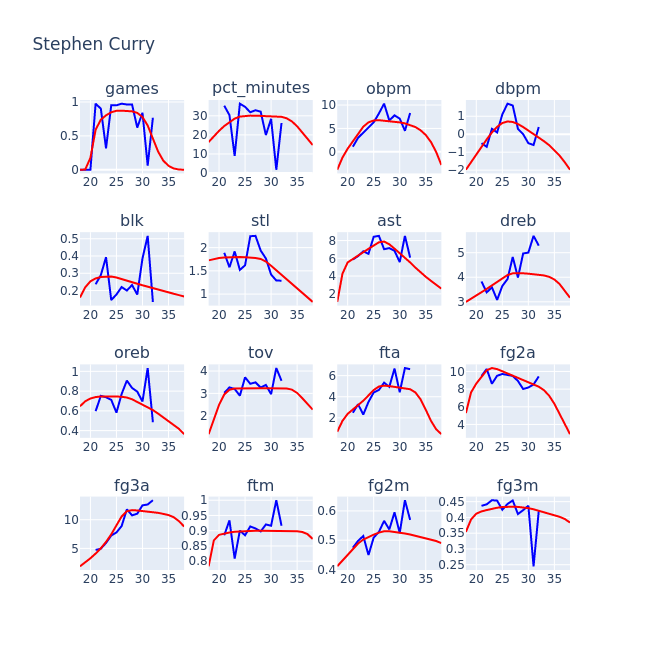 Stephen Curry
games
pct_minutes
obpm
dbpm
1
0.5
0
20 25 30 35
30
20
10
0
20 25 30 35
10
5
0
20 25 30 35
1
0
−1
−2
20 25 30 35
blk
stl
ast
dreb
0.5
0.4
0.3
0.2
20 25 30 35
2
1.5
1
20 25 30 35
8
6
4
2
20 25 30 35
5
4
3
20 25 30 35
oreb
tov
fta
fg2a
1
0.8
0.6
0.4
20 25 30 35
4
3
2
20 25 30 35
6
4
2
20 25 30 35
10
8
6
4
20 25 30 35
fg3a
ftm
fg2m
fg3m
10
5
20 25 30 35
1
0.95
0.9
0.85
0.8
20 25 30 35
0.6
0.5
0.4
20 25 30 35
0.45
0.4
0.35
0.3
0.25
20 25 30 35